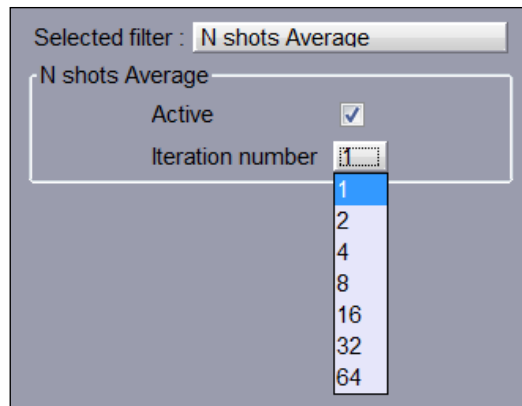 Selected filter : N shots Average
N shots Average
Active
Iteration number 1
1
2
4
8
16
32
64